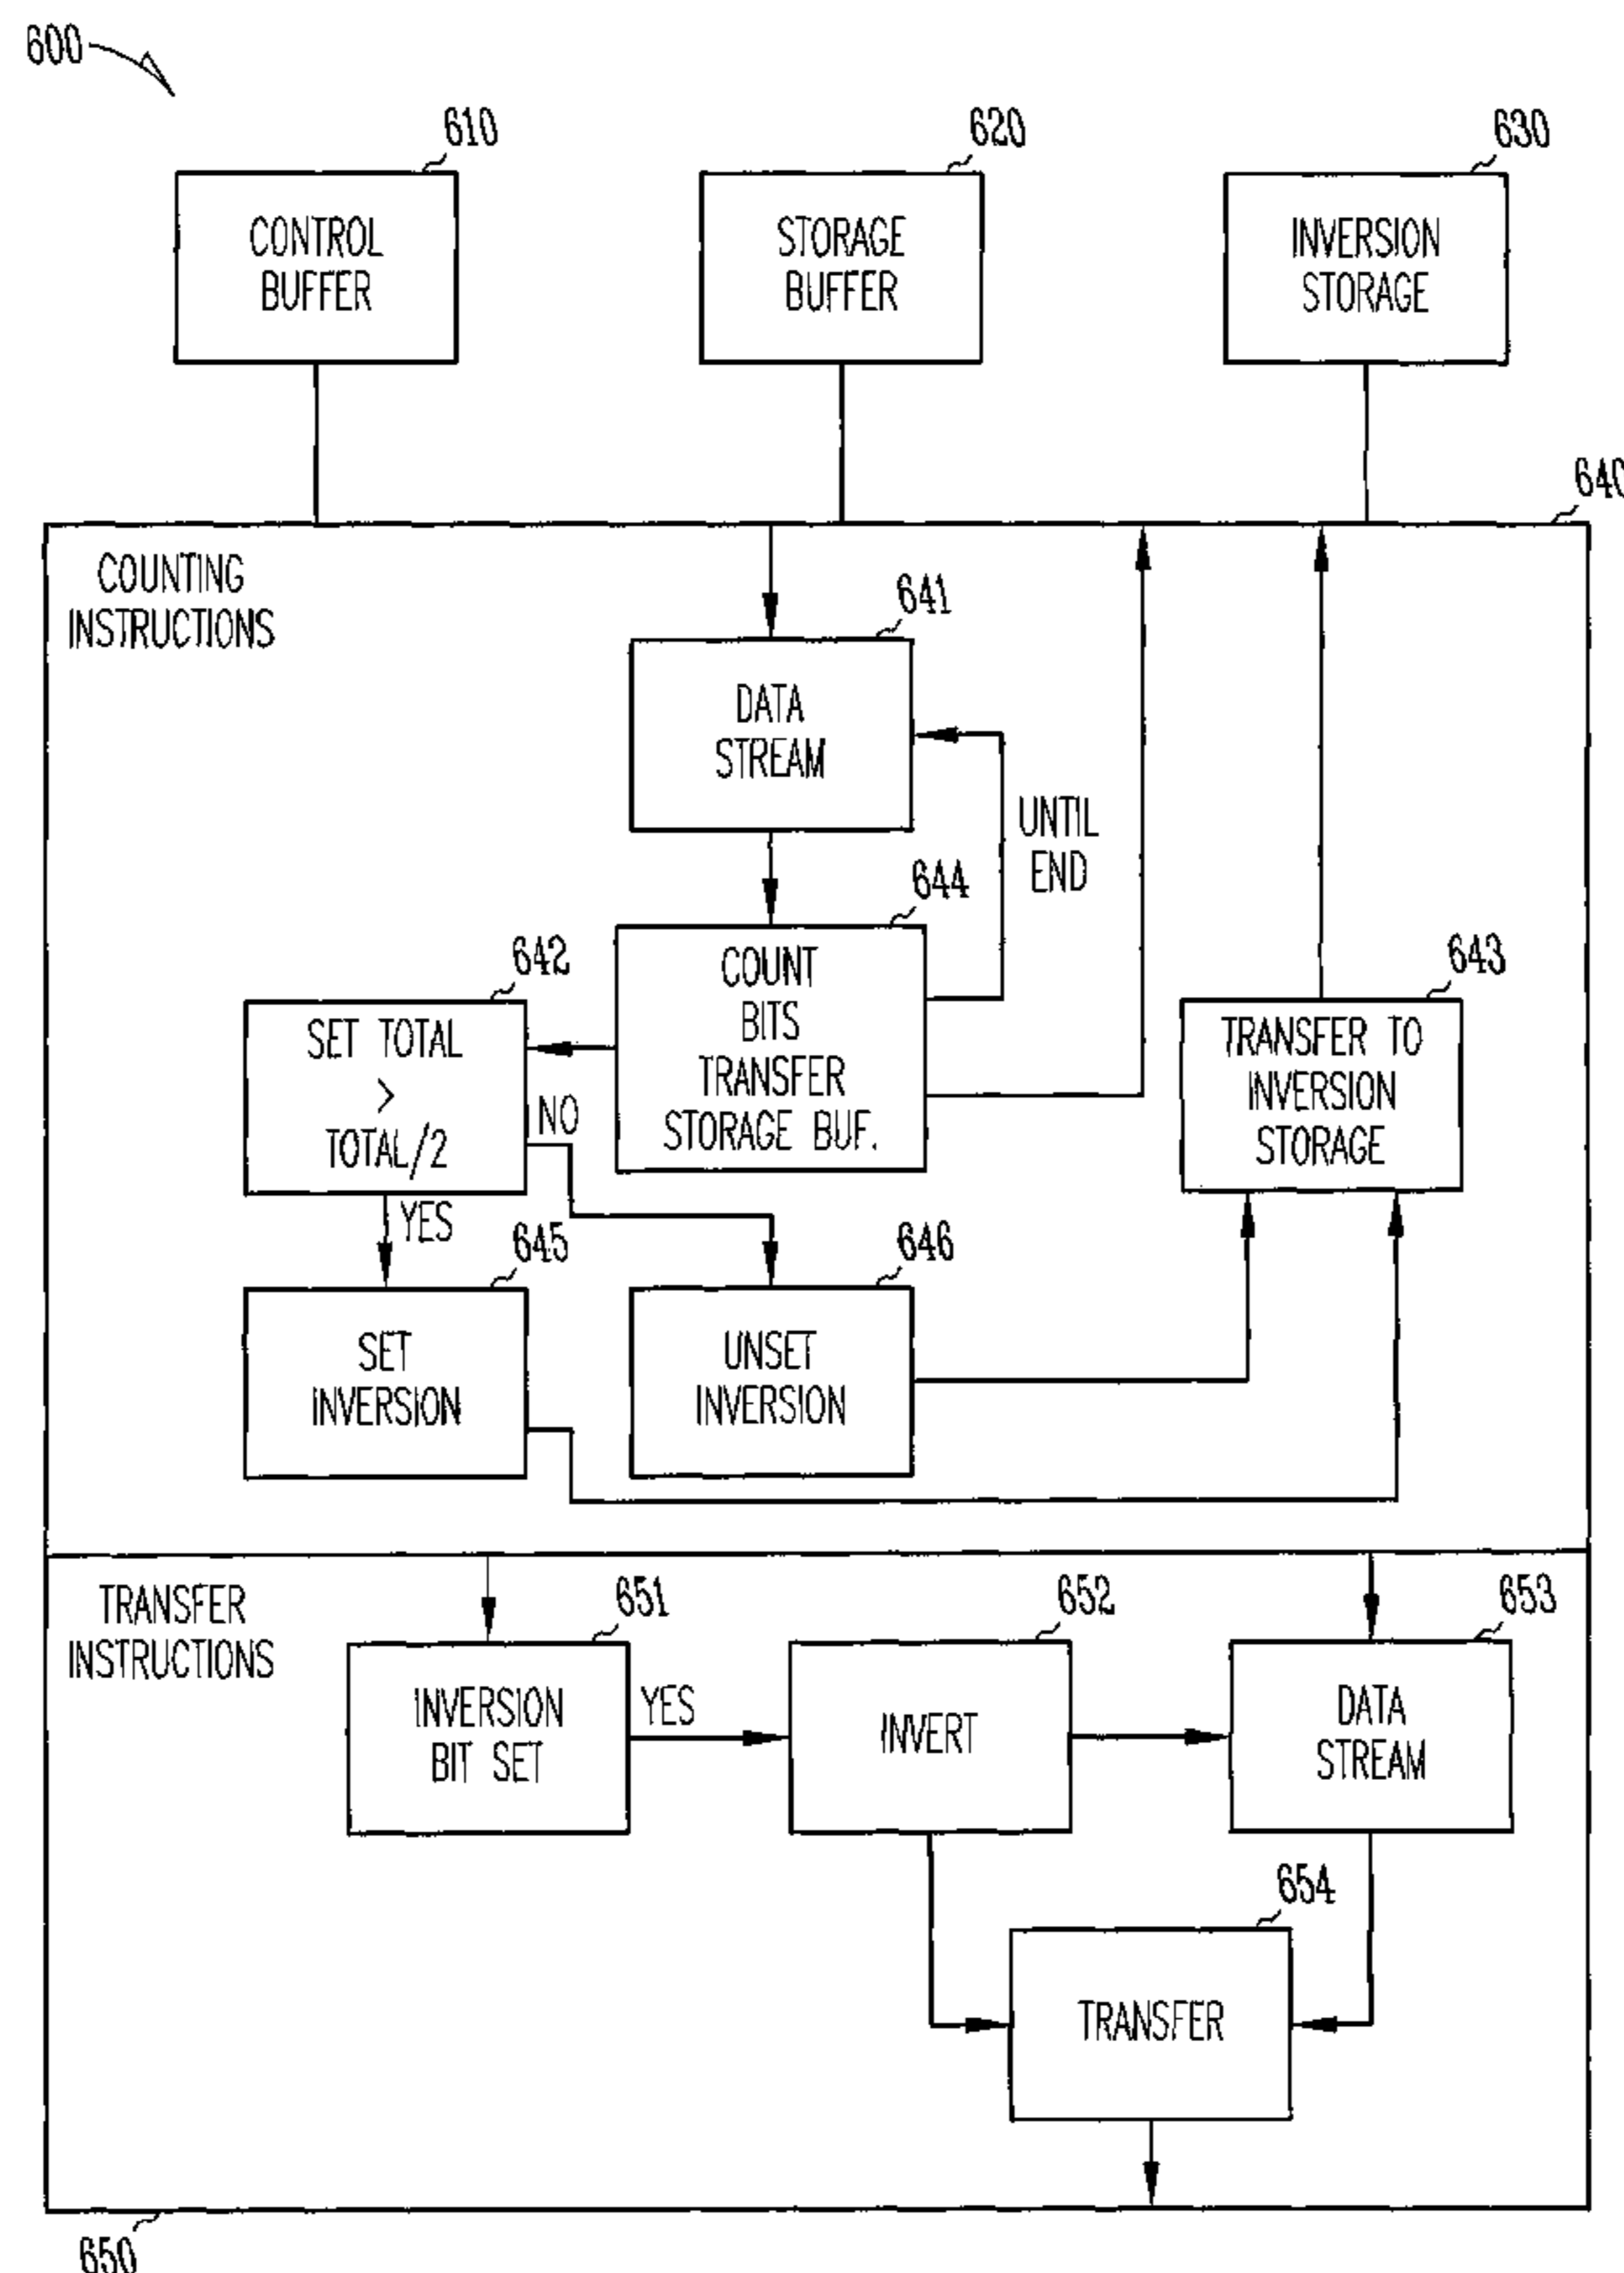 600
610
CONTROL
BUFFER
620
STORAGE
BUFFER
630
INVERSION
STORAGE
640
COUNTING
INSTRUCTIONS
641
DATA
STREAM
UNTIL
END
644
COUNT
BITS
TRANSFER
STORAGE BUF.
642
SET TOTAL
>
TOTAL/2
NO
YES
643
TRANSFER TO
INVERSION
STORAGE
645
SET
INVERSION
646
UNSET
INVERSION
TRANSFER
INSTRUCTIONS
651
INVERSION
BIT SET
YES
652
INVERT
653
DATA
STREAM
654
TRANSFER
650